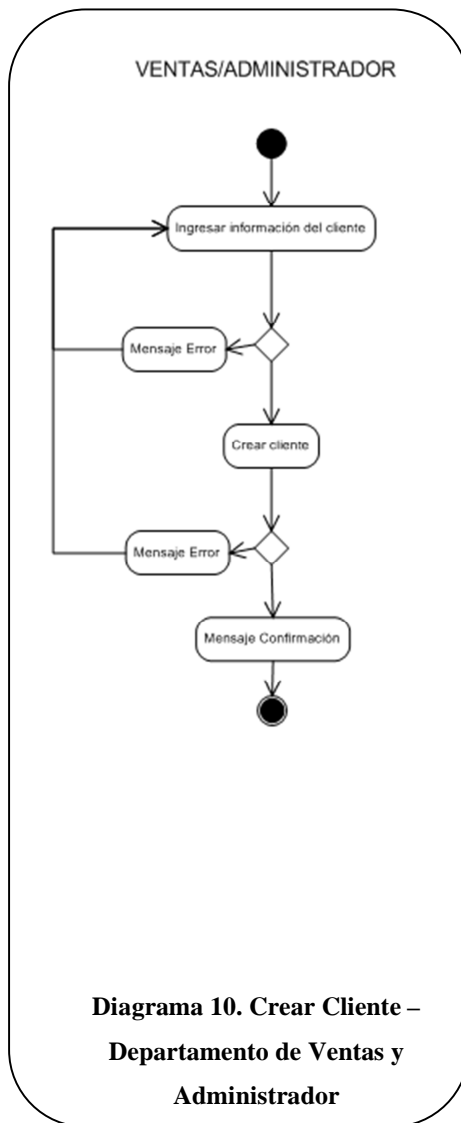 VENTAS/ADMINISTRADOR
Ingresar información del cliente
Mensaje Error
Crear cliente
Mensaje Error
Mensaje Confirmación
Diagrama 10. Crear Cliente –
Departamento de Ventas y
Administrador